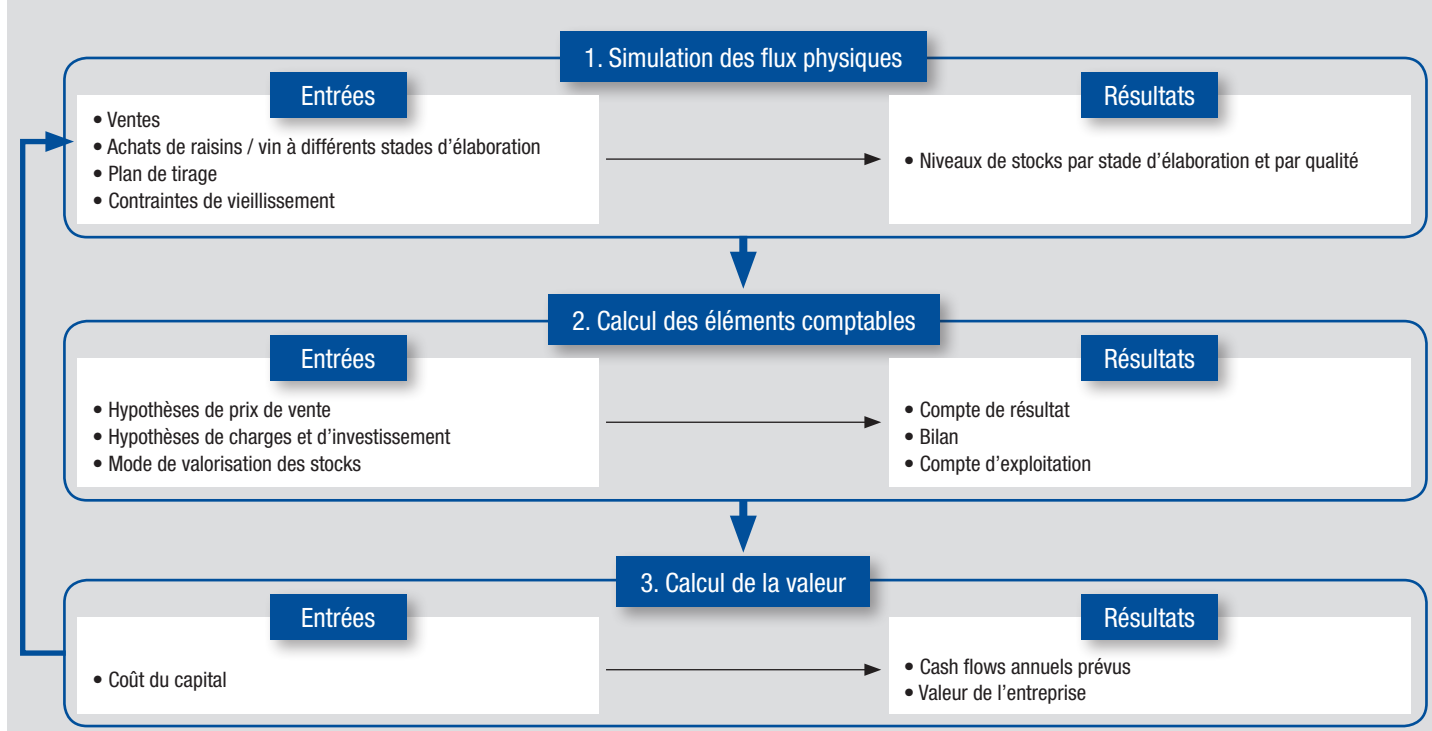 1. Simulation des flux physiques
Entrées
• Ventes
• Achats de raisins / vin à différents stades d’élaboration
• Plan de tirage
• Contraintes de vieillissement
Résultats
• Niveaux de stocks par stade d’élaboration et par qualité
2. Calcul des éléments comptables
Entrées
• Hypothèses de prix de vente
• Hypothèses de charges et d’investissement
• Mode de valorisation des stocks
Résultats
• Compte de résultat
• Bilan
• Compte d’exploitation
3. Calcul de la valeur
Entrées
• Coût du capital
Résultats
• Cash flows annuels prévus
• Valeur de l’entreprise